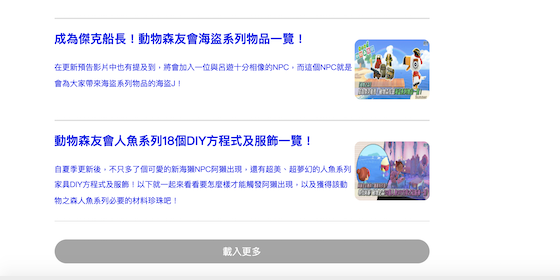 成為傑克船長！動物森友會海盜系列物品一覽！
在更新預告影片中也有提及到，將會加入一位與呂遊十分相像的NPC，而這個NPC就是
會為大家帶來海盜系列物品的海盜J！
動物森友會人魚系列18個DIY方程式及服飾一覽！
自夏季更新後，不只多了個可愛的新海獺NPC阿獺出現，還有超美、超夢幻的人魚系列
家具DIY方程式及服飾！以下就一起來看看要怎麼樣才能觸發阿獺出現，以及獲得該動
物之森人魚系列必要的材料珍珠吧！
載入更多